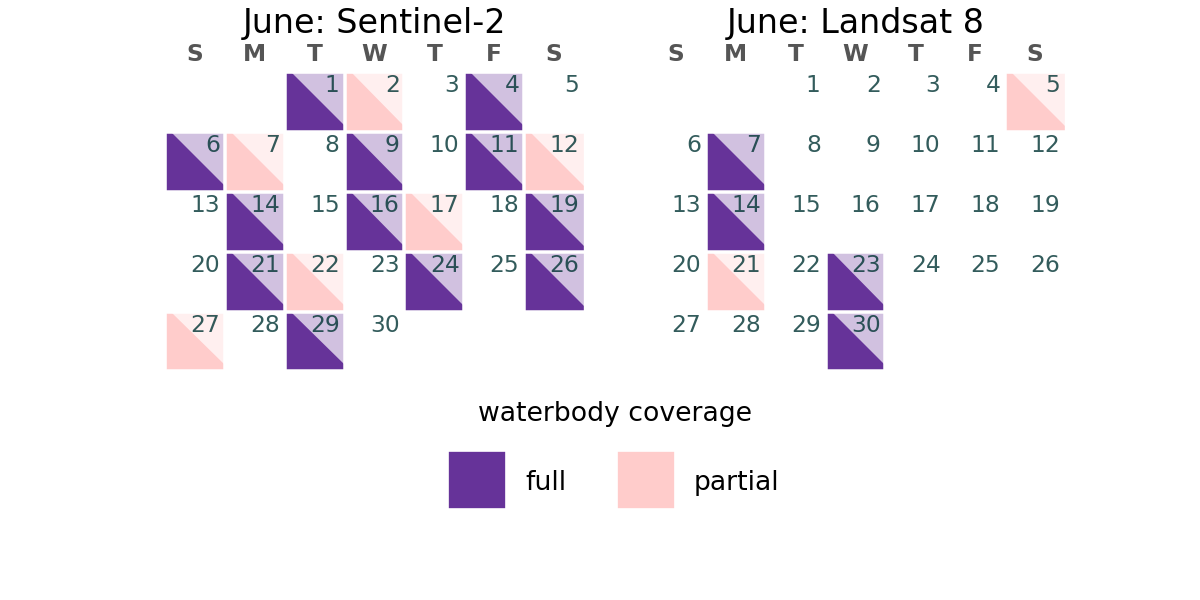 June: Sentinel-2
S M T W T F S
1 2 3 4 5
6 7 8 9 10 11 12
13 14 15 16 17 18 19
20 21 22 23 24 25 26
27 28 29 30
June: Landsat 8
S M T W T F S
1 2 3 4 5
6 7 8 9 10 11 12
13 14 15 16 17 18 19
20 21 22 23 24 25 26
27 28 29 30
waterbody coverage
full partial